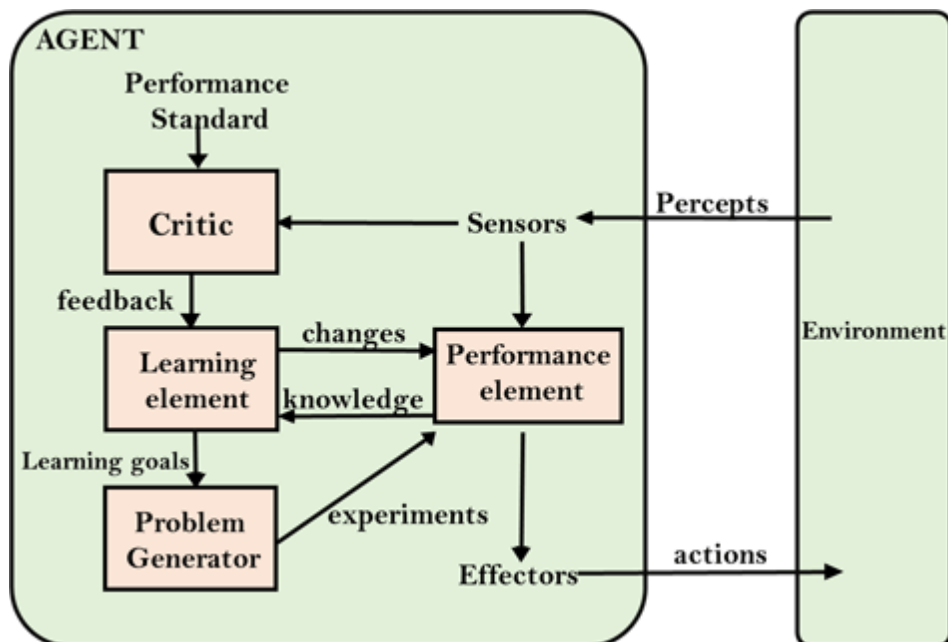 AGENT
Performance
Standard
Critic
Sensors
Percepts
feedback
changes
Environment
Learning
element
Performance
element
knowledge
Learning goals
Problem
Generator
experiments
Effectors
actions